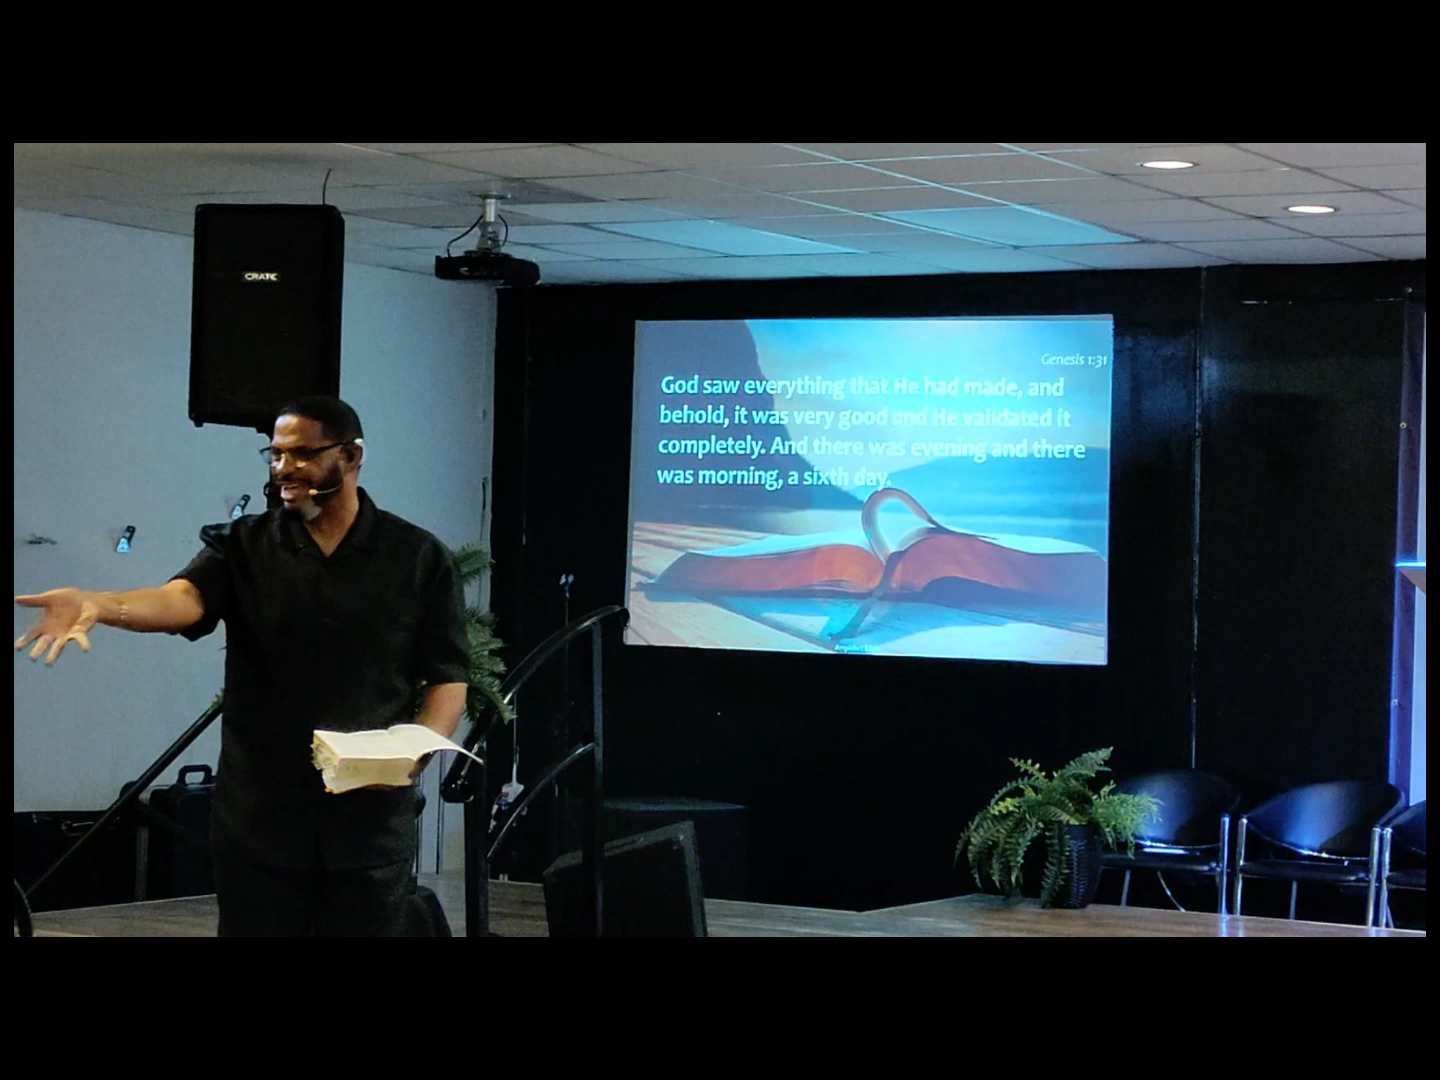 CRATE
Genesis 1:31
God saw everything that He had made, and
behold, it was very good and He validated it
completely. And there was evening and there
was morning, a sixth day.